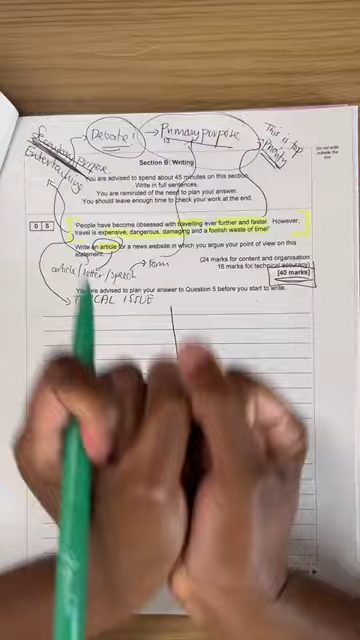 Debate! → Primary purpose
This is top
Priority
Secondary purpose
Entertaining
Do not write
outside the
box
Section B: Writing
You are advised to spend about 45 minutes on this section.
Write in full sentences.
You are reminded of the need to plan your answer.
You should leave enough time to check your work at the end.
0 5
'People have become obsessed with travelling ever further and faster. However,
travel is expensive, dangerous, damaging and a foolish waste of time!'
Write an article for a news website in which you argue your point of view on this
statement.
(24 marks for content and organisation
16 marks for technical accuracy)
[40 marks]
→ Form
article/letter/speech
You are advised to plan your answer to Question 5 before you start to write.
TOPICAL ISSUE